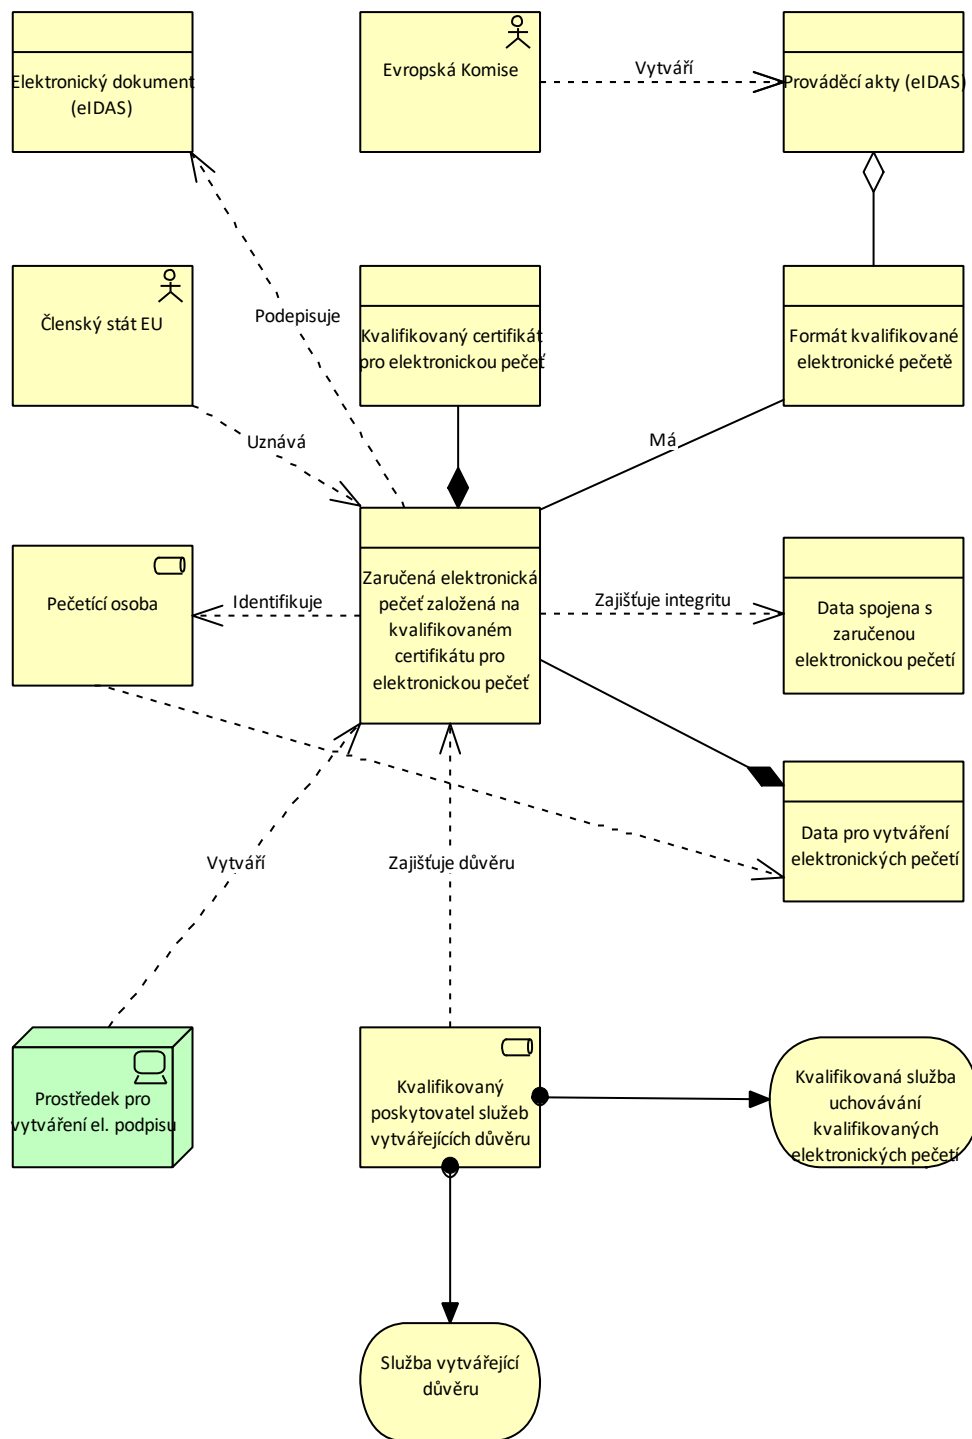 Elektronický dokument
(eIDAS)
Evropská Komise
Vytváří
Prováděcí akty (eIDAS)
Členský stát EU
Podepisuje
Kvalifikovaný certifikát
pro elektronickou pečeť
Formát kvalifikované
elektronické pečetě
Uznává
Má
Pečetící osoba
Identifikuje
Zaručená elektronická
pečeť založená na
kvalifikovaném
certifikátu pro
elektronickou pečeť
Zajišťuje integritu
Data spojena s
zaručenou
elektronickou pečetí
Data pro vytváření
elektronických pečetí
Vytváří
Zajišťuje důvěru
Prostředek pro
vytváření el. podpisu
Kvalifikovaný
poskytovatel služeb
vytvářejících důvěru
Kvalifikovaná služba
uchovávání
kvalifikovaných
elektronických pečetí
Služba vytvářející
důvěru